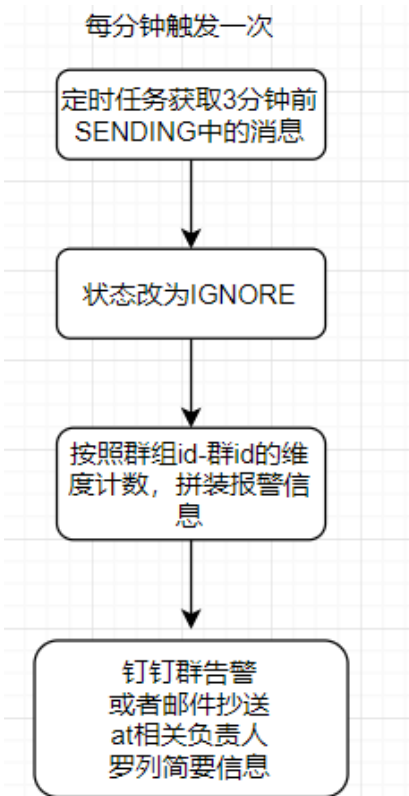 每分钟触发一次
定时任务获取3分钟前
SENDING中的消息
状态改为IGNORE
按照群组id-群id的维
度计数，拼装报警信
息
钉钉群告警
或者邮件抄送
at相关负责人
罗列简要信息